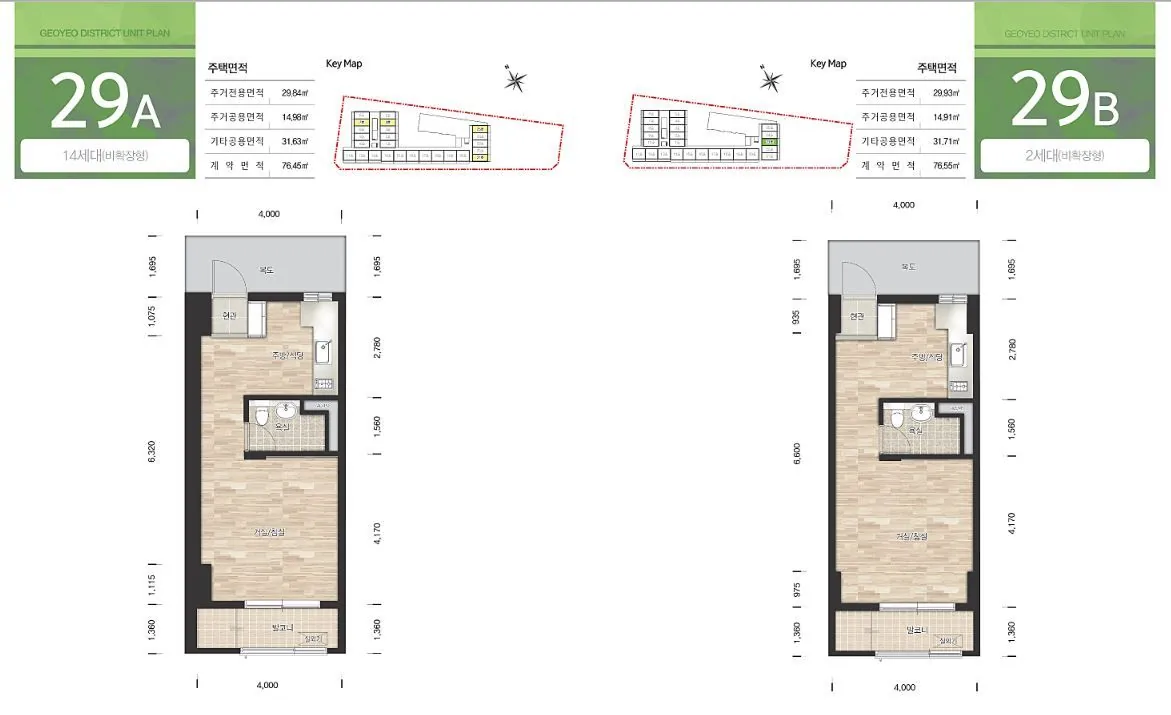 GEOYEO DISTRICT UNIT PLAN
29A
14세대(비확장형)
주택면적
주거전용면적 29.84㎡
주거공용면적 14.98㎡
기타공용면적 31.63㎡
계 약 면 적 76.45㎡
Key Map
Key Map
주택면적
주거전용면적 29.93㎡
주거공용면적 14.91㎡
기타공용면적 31.71㎡
계 약 면 적 76.55㎡
GEOYEO DISTRICT UNIT PLAN
29B
2세대(비확장형)
4,000
1,695
1,075
6,320
1,115
1,360
복도
현관
주방/식당
욕실
거실/침실
발코니
실외기
1,695
2,780
1,560
4,170
1,360
4,000
4,000
1,695
935
6,600
975
1,360
복도
현관
주방/식당
욕실
거실/침실
발코니
실외기
1,695
2,780
1,560
4,170
1,360
4,000